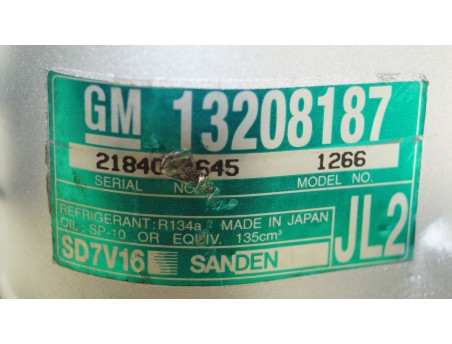 GM 13208187
1266
SERIAL NO. MODEL NO.
REFRIGERANT: R134a MADE IN JAPAN
OIL: SP-10 OR EQUIV. 135cm³
SD7V16 SANDEN JL2